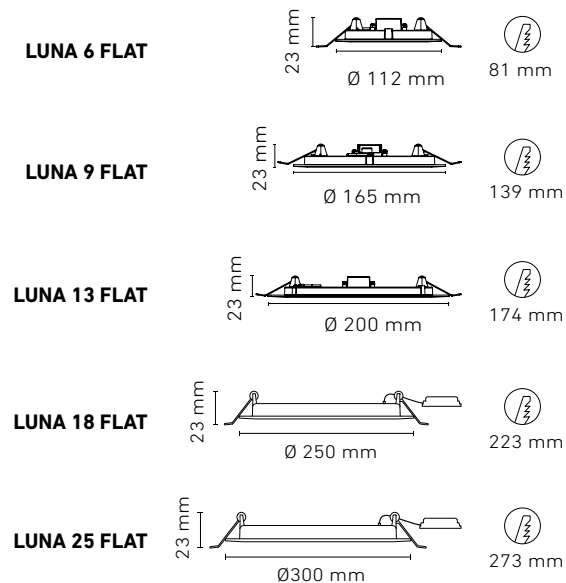 LUNA 6 FLAT
23 mm
Ø 112 mm
81 mm
LUNA 9 FLAT
23 mm
Ø 165 mm
139 mm
LUNA 13 FLAT
23 mm
Ø 200 mm
174 mm
LUNA 18 FLAT
23 mm
Ø 250 mm
223 mm
LUNA 25 FLAT
23 mm
Ø300 mm
273 mm